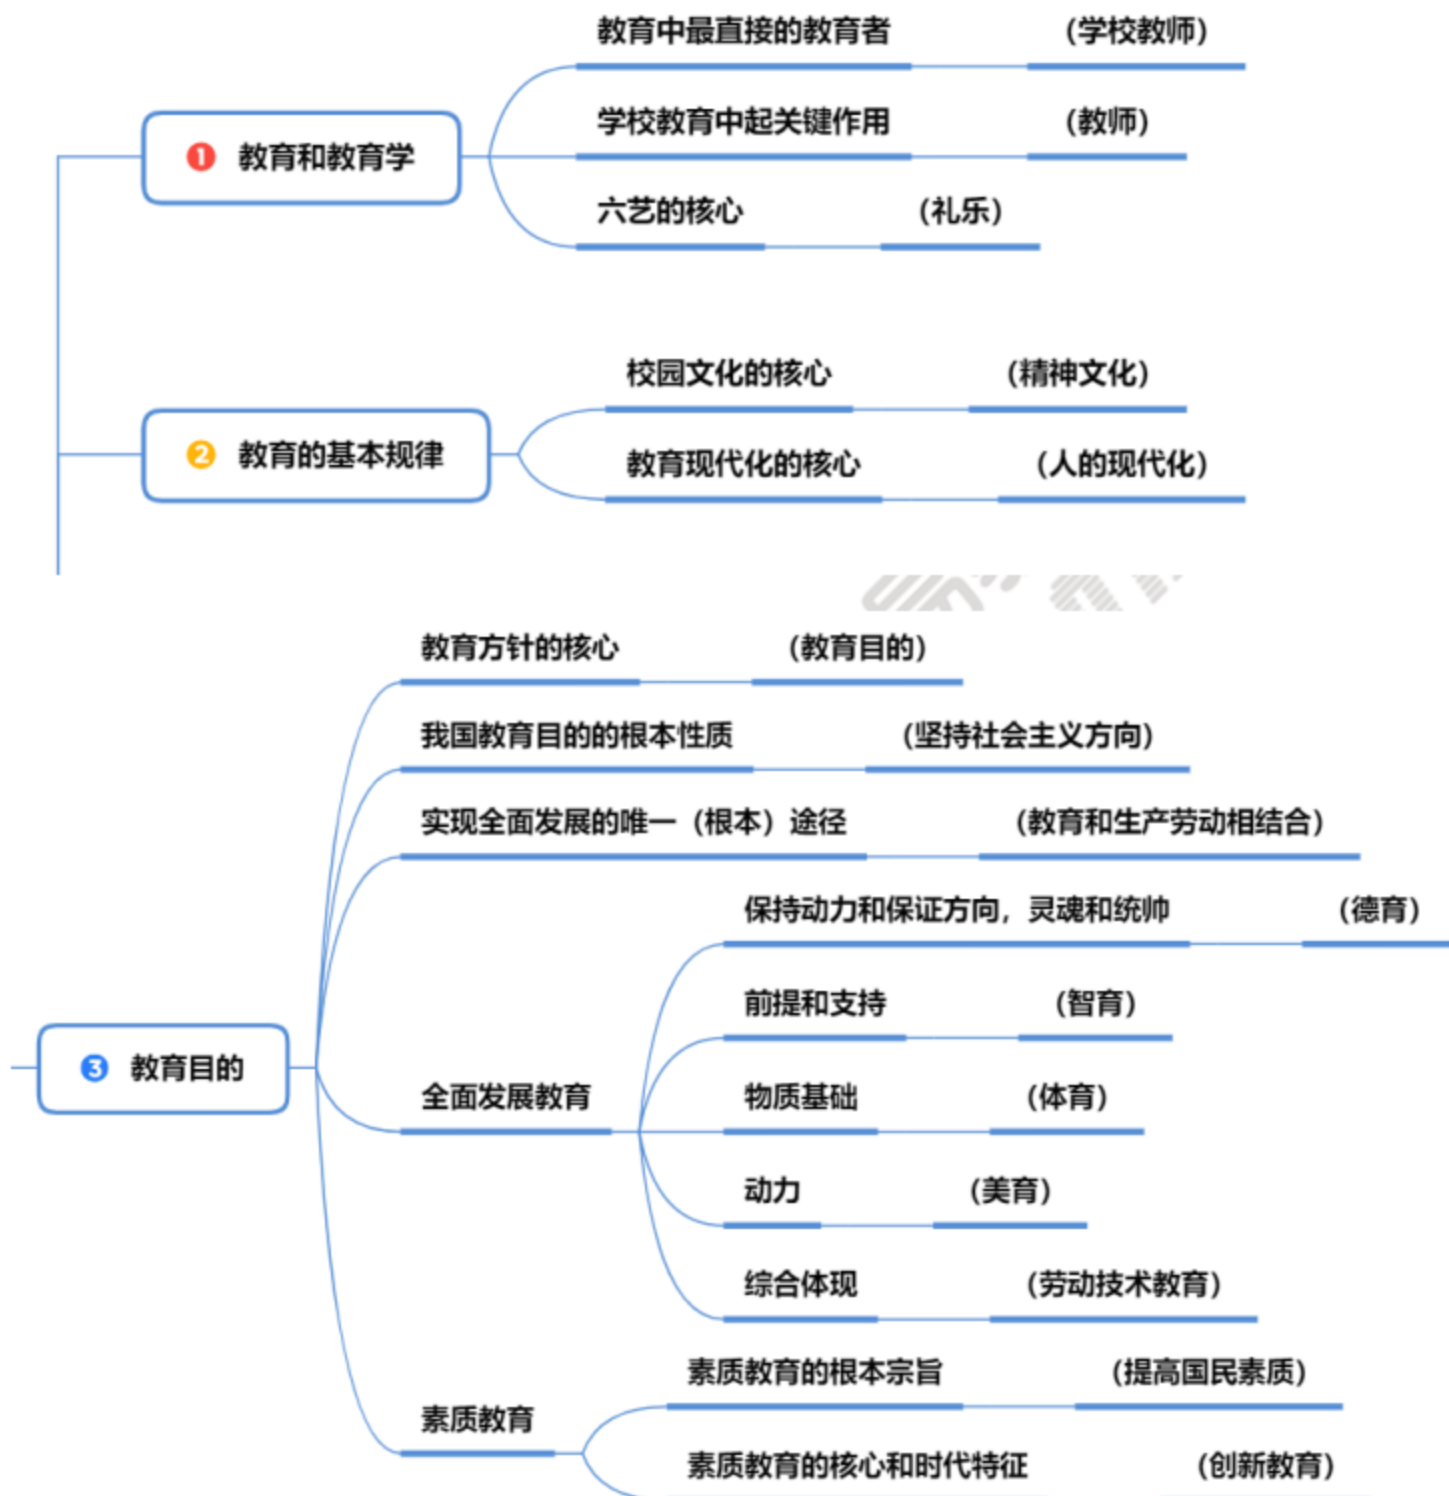 教育中最直接的教育者 （学校教师）
❶ 教育和教育学
学校教育中起关键作用 （教师）
六艺的核心 （礼乐）
校园文化的核心 （精神文化）
❷ 教育的基本规律
教育现代化的核心 （人的现代化）
教育方针的核心 （教育目的）
我国教育目的的根本性质 （坚持社会主义方向）
实现全面发展的唯一（根本）途径 （教育和生产劳动相结合）
❸ 教育目的
全面发展教育
保持动力和保证方向，灵魂和统帅 （德育）
前提和支持 （智育）
物质基础 （体育）
动力 （美育）
综合体现 （劳动技术教育）
素质教育
素质教育的根本宗旨 （提高国民素质）
素质教育的核心和时代特征 （创新教育）